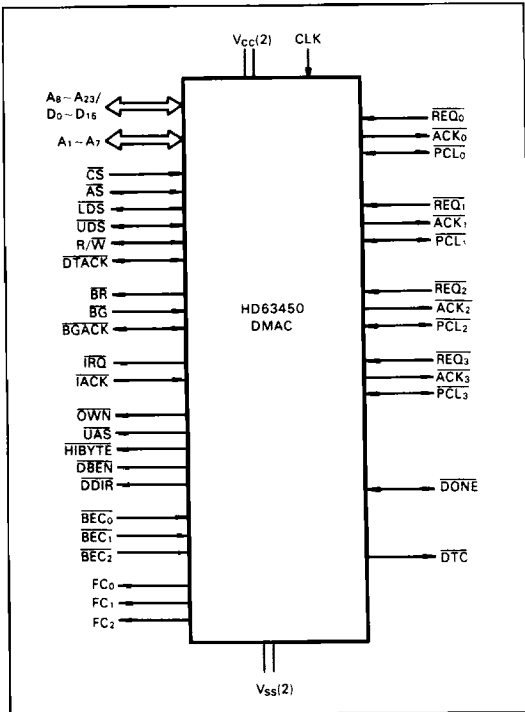 VCC(2) CLK
A8~A23/
D0~D15
A1~A7
CS
AS
LDS
UDS
R/W
DTACK
BR
BG
BGACK
IRQ
IACK
OWN
UAS
HIBYTE
DBEN
DDIR
BEC0
BEC1
BEC2
FC0
FC1
FC2
HD63450
DMAC
REQ0
ACK0
PCL0
REQ1
ACK1
PCL1
REQ2
ACK2
PCL2
REQ3
ACK3
PCL3
DONE
DTC
VSS(2)